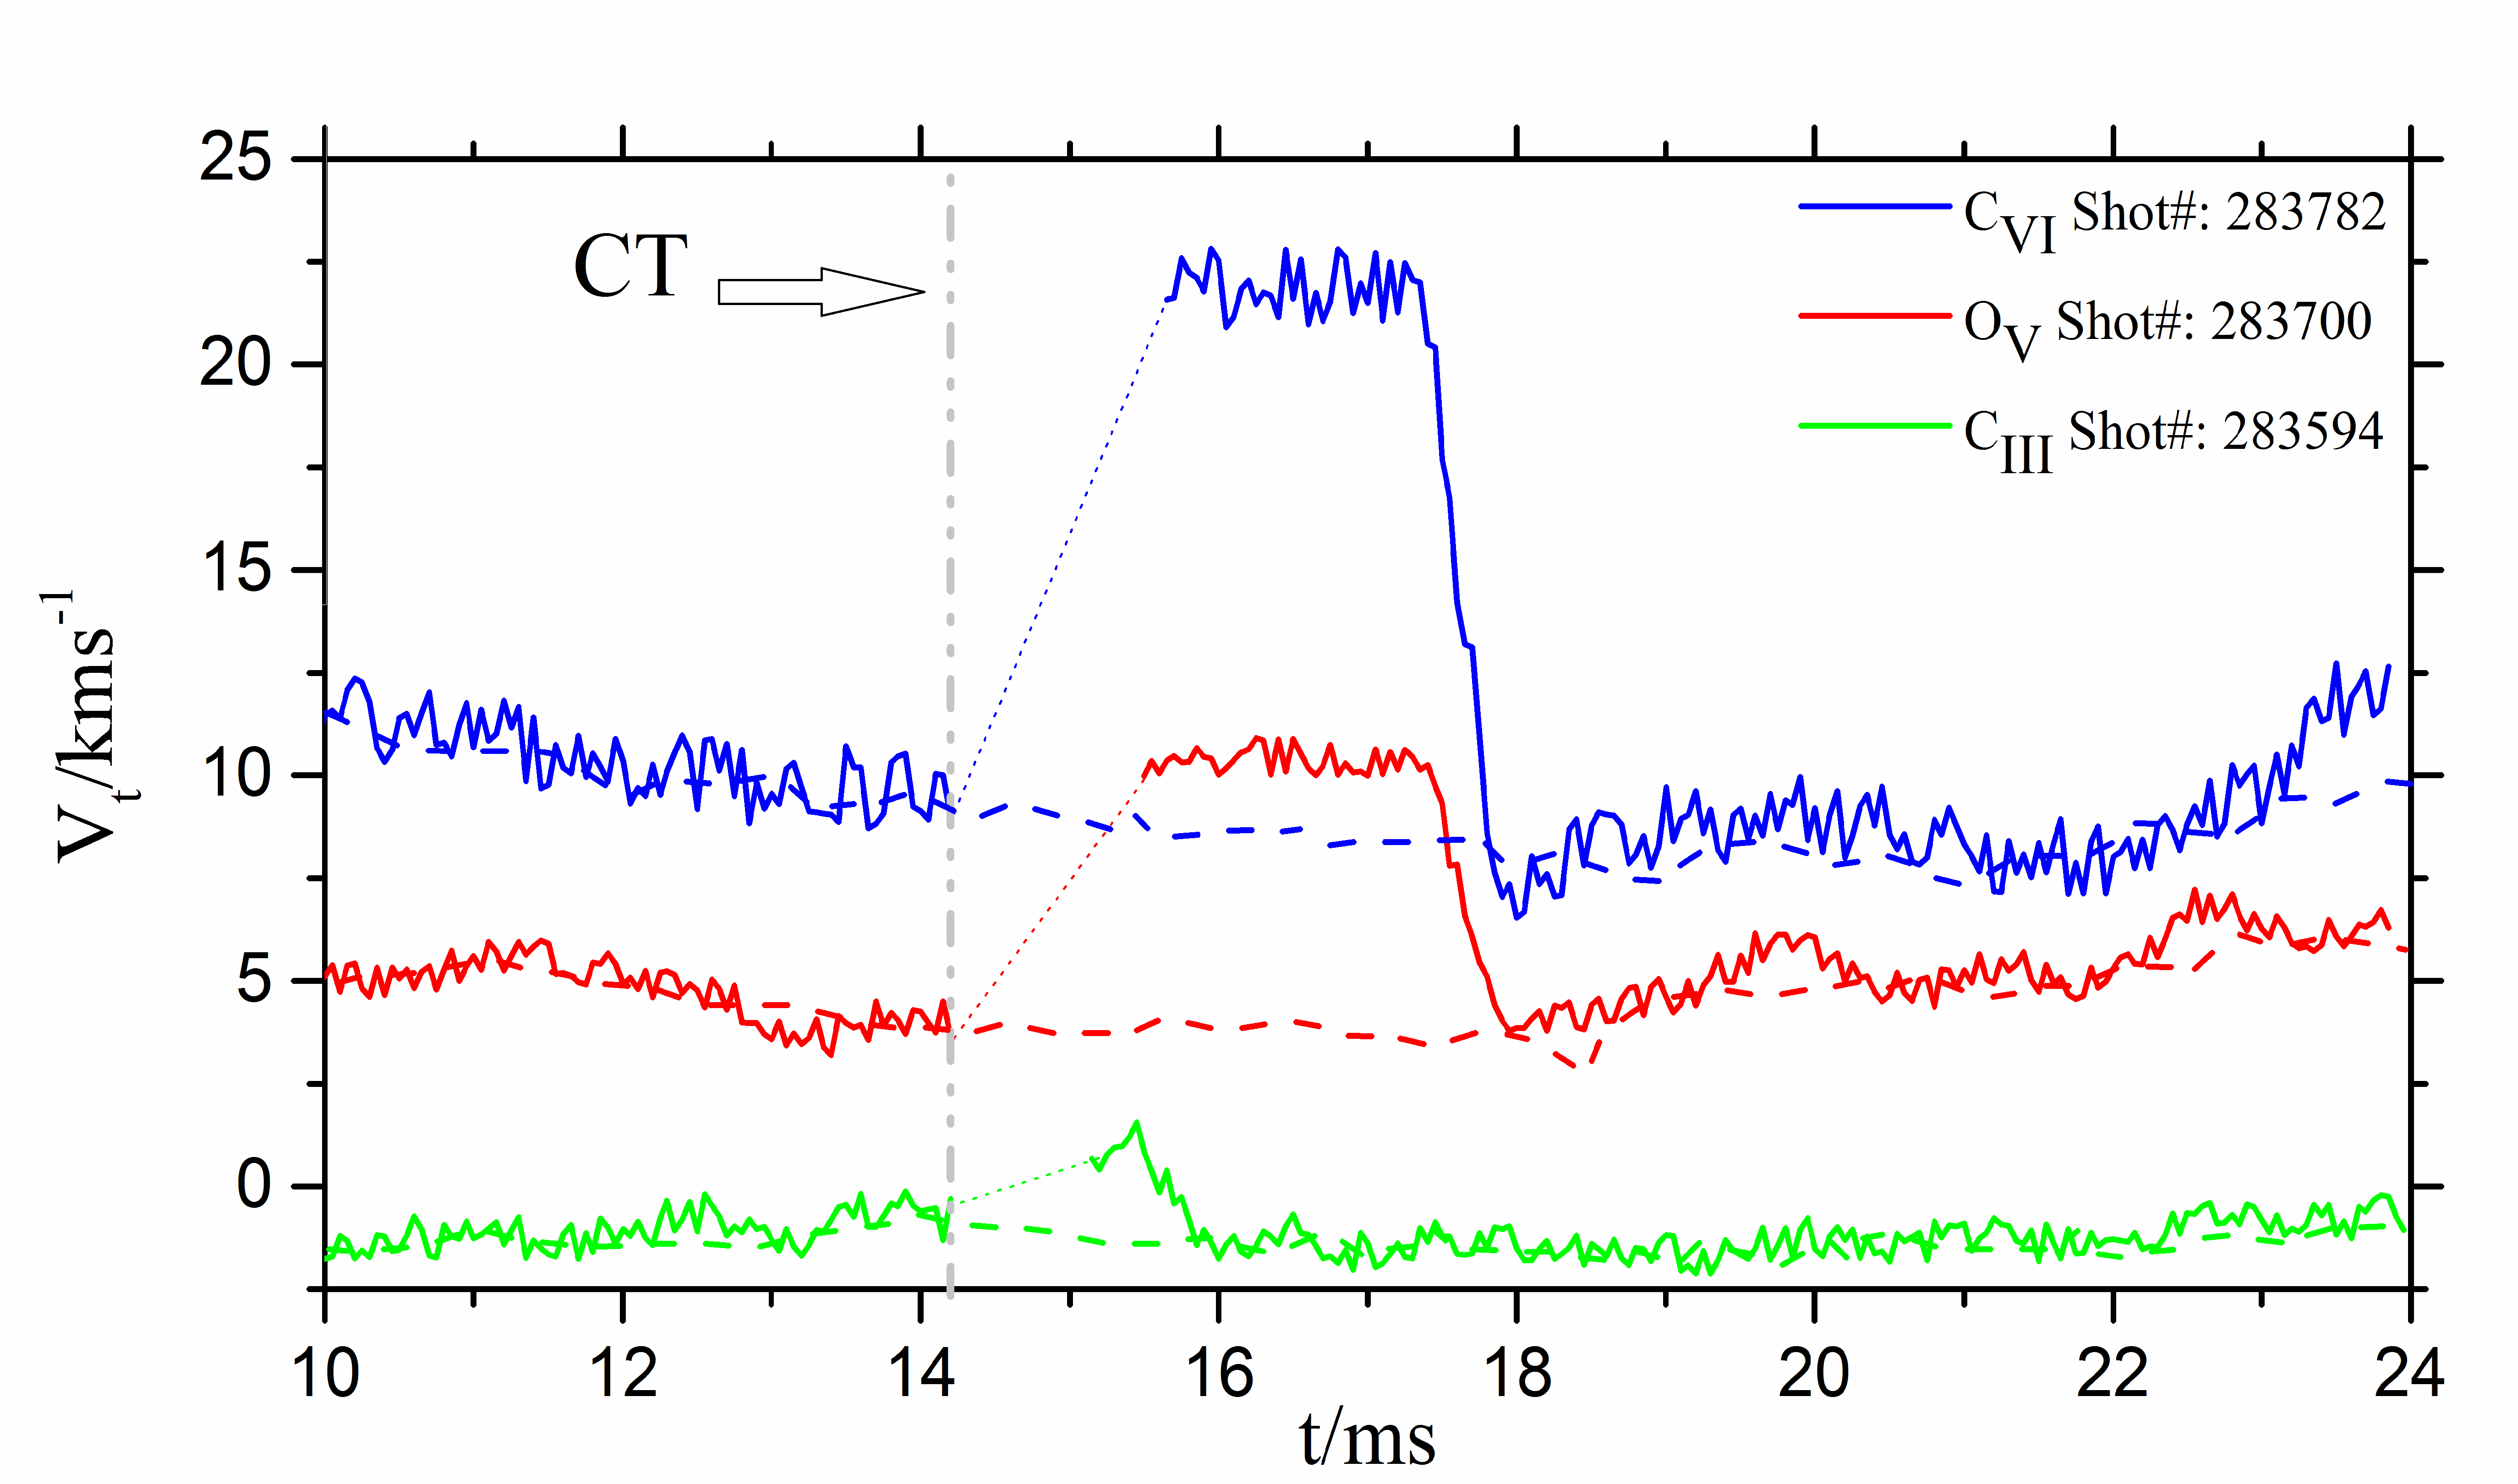 25
20
15
10
5
0
V_t/kms^-1
CT
C_VI Shot#: 283782
O_V Shot#: 283700
C_III Shot#: 283594
10 12 14 16 18 20 22 24
t/ms